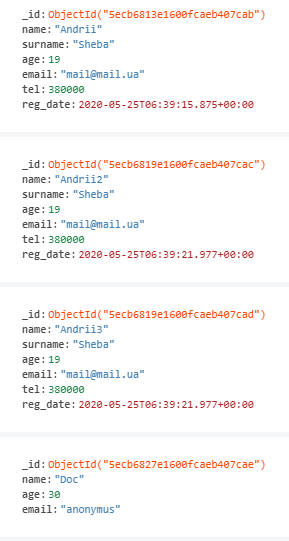 _id: ObjectId("5ecb6813e1600fcaeb407cab")
name: "Andrii"
surname: "Sheba"
age: 19
email: "mail@mail.ua"
tel: 380000
reg_date: 2020-05-25T06:39:15.875+00:00
_id: ObjectId("5ecb6819e1600fcaeb407cac")
name: "Andrii2"
surname: "Sheba"
age: 19
email: "mail@mail.ua"
tel: 380000
reg_date: 2020-05-25T06:39:21.977+00:00
_id: ObjectId("5ecb6819e1600fcaeb407cad")
name: "Andrii3"
surname: "Sheba"
age: 19
email: "mail@mail.ua"
tel: 380000
reg_date: 2020-05-25T06:39:21.977+00:00
_id: ObjectId("5ecb6827e1600fcaeb407cae")
name: "Doc"
age: 30
email: "anonymus"